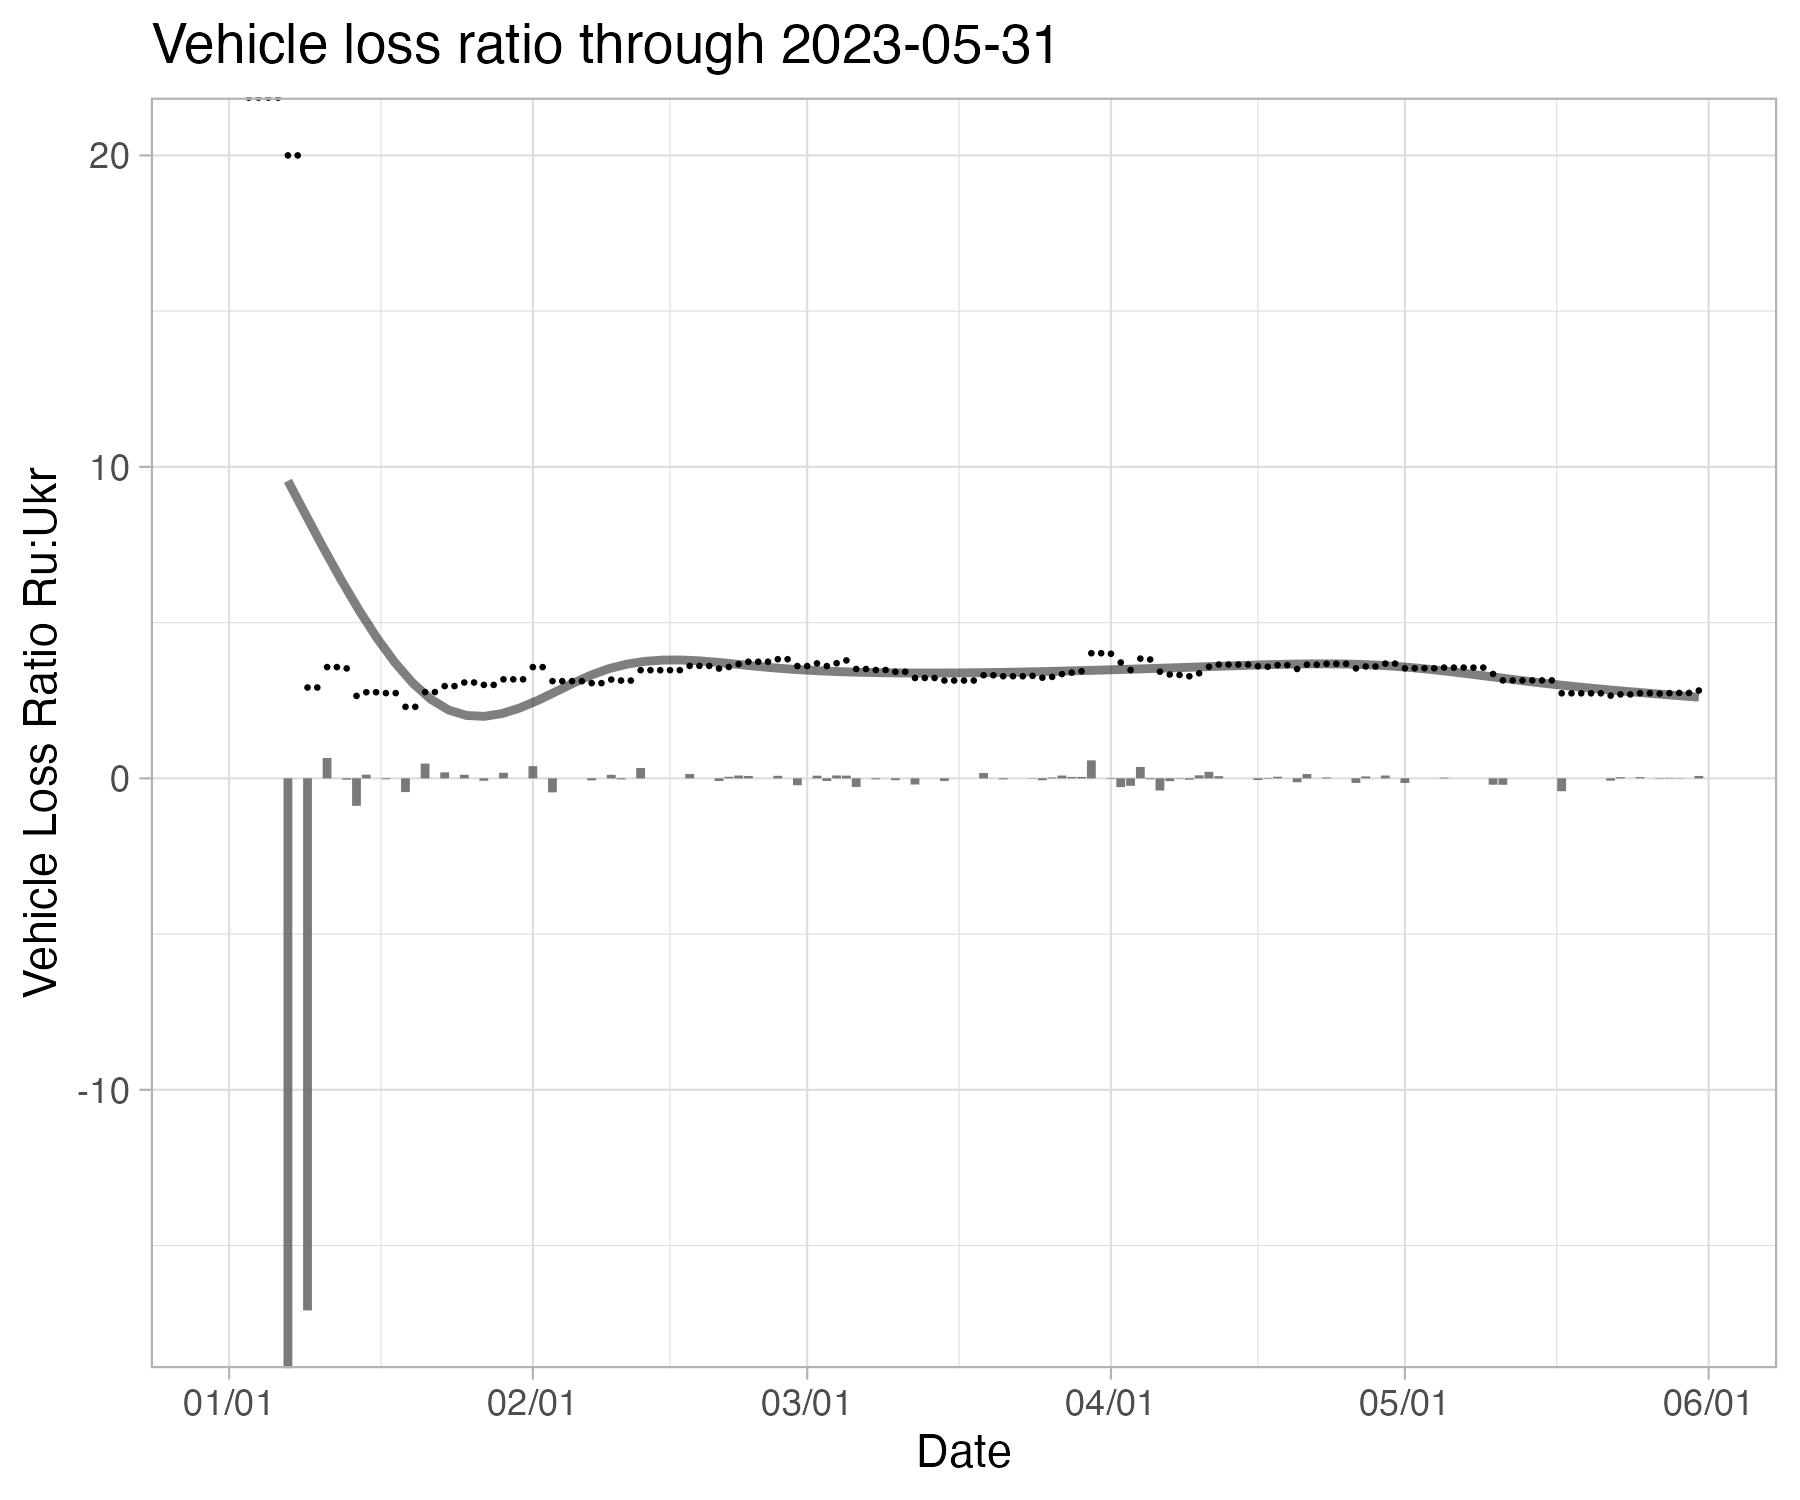 Vehicle loss ratio through 2023-05-31
Vehicle Loss Ratio Ru:Ukr
20
10
0
-10
01/01 02/01 03/01 04/01 05/01 06/01
Date